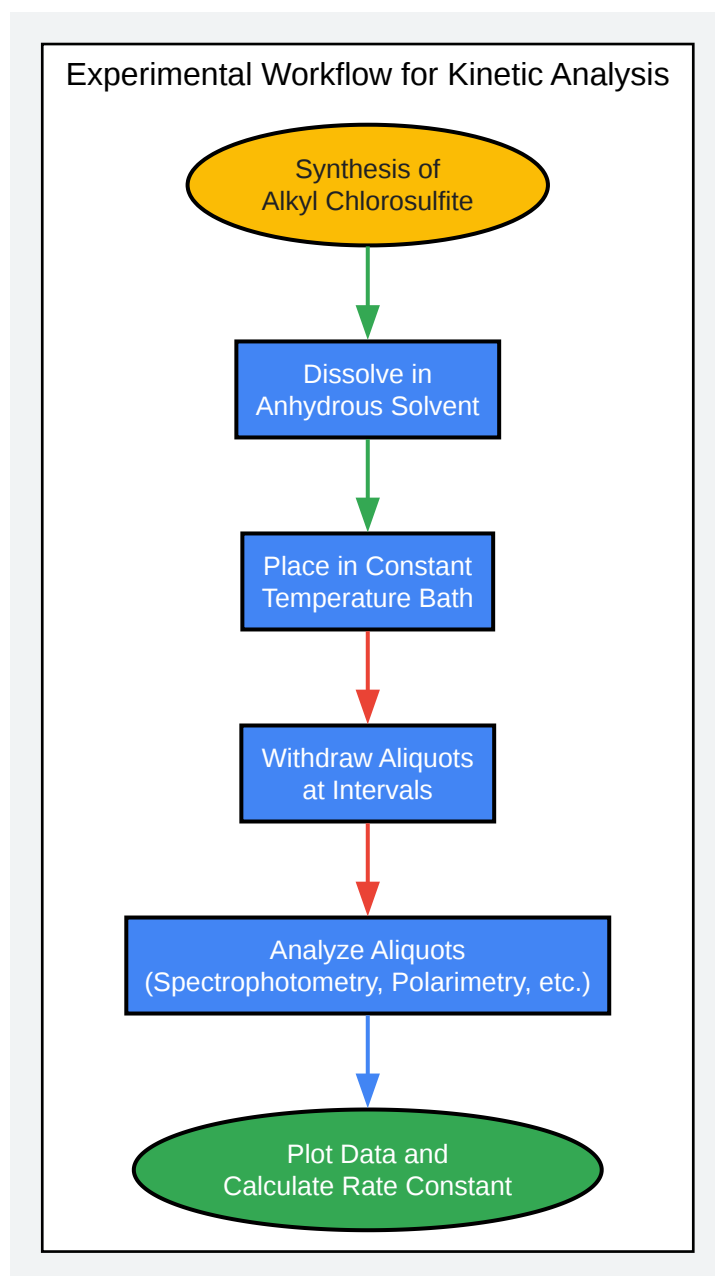 Experimental Workflow for Kinetic Analysis
Synthesis of
Alkyl Chlorosulfite
Dissolve in
Anhydrous Solvent
Place in Constant
Temperature Bath
Withdraw Aliquots
at Intervals
Analyze Aliquots
(Spectrophotometry, Polarimetry, etc.)
Plot Data and
Calculate Rate Constant